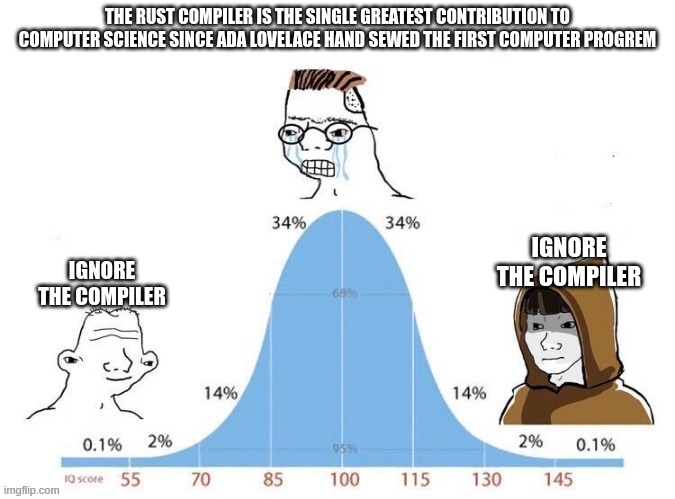 THE RUST COMPILER IS THE SINGLE GREATEST CONTRIBUTION TO
COMPUTER SCIENCE SINCE ADA LOVELACE HAND SEWED THE FIRST COMPUTER PROGREM
34% 34%
IGNORE
THE COMPILER
IGNORE
THE COMPILER
68%
14% 14%
0.1% 2% 95% 2% 0.1%
IQ score 55 70 85 100 115 130 145
imgflip.com